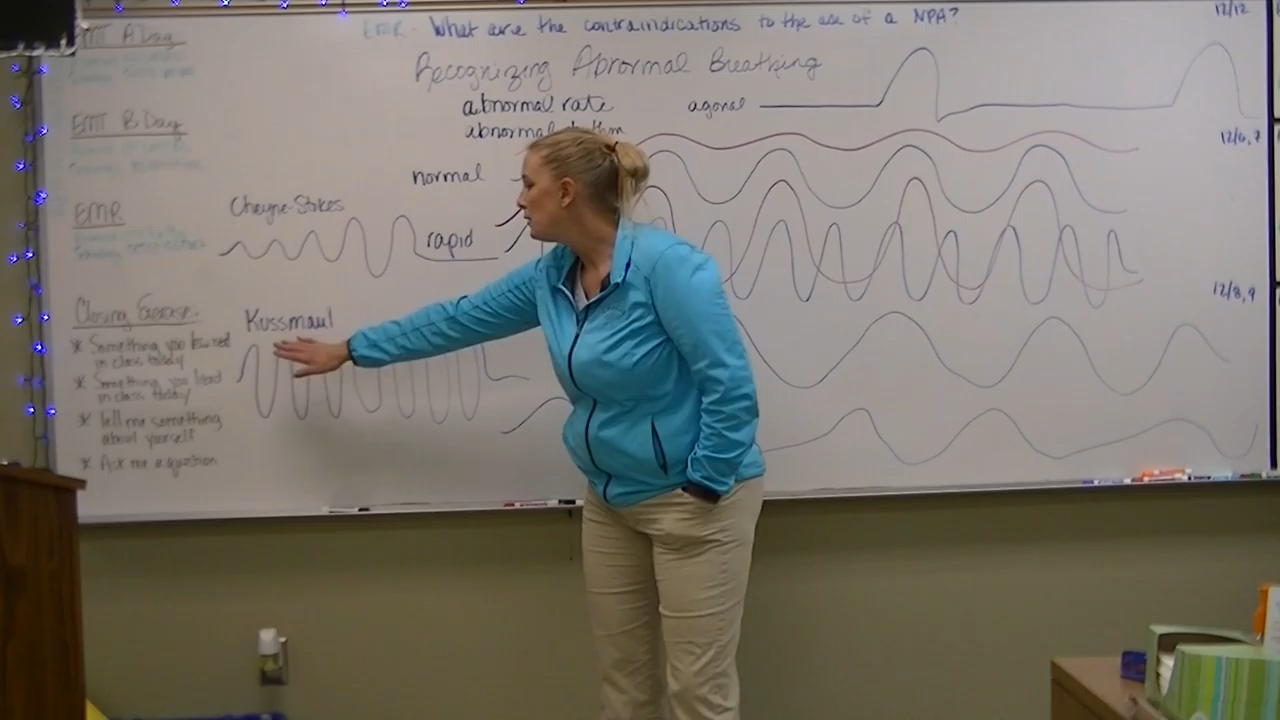 EMR - What are the contraindications to the use of a NPA?
12/12
EMT A Day
Recognizing Abnormal Breathing
abnormal rate
agonal
abnormal
EMT B Day
12/6,7
normal
EMR
Cheyne-Stokes
rapid
12/8,9
Closing Exercise
Kussmaul
* Something you learned
in class today
* Something you liked
in class today
* Tell me something
about yourself
* Ask me a question